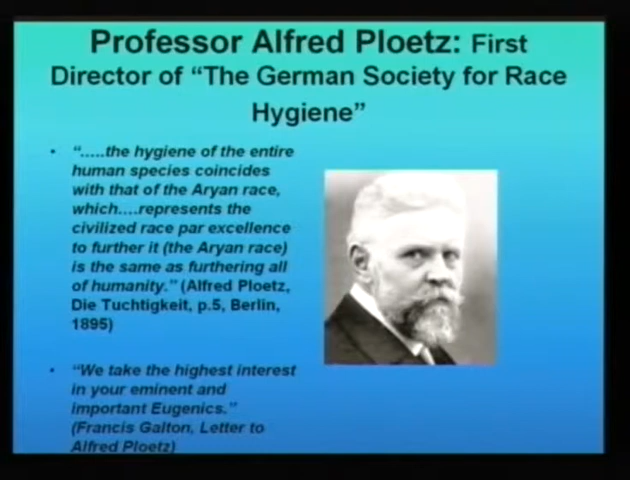 Professor Alfred Ploetz: First
Director of “The German Society for Race
Hygiene”
• “.....the hygiene of the entire
human species coincides
with that of the Aryan race,
which....represents the
civilized race par excellence
to further it (the Aryan race)
is the same as furthering all
of humanity.” (Alfred Ploetz,
Die Tuchtigkeit, p.5, Berlin,
1895)
• “We take the highest interest
in your eminent and
important Eugenics.”
(Francis Galton, Letter to
Alfred Ploetz)